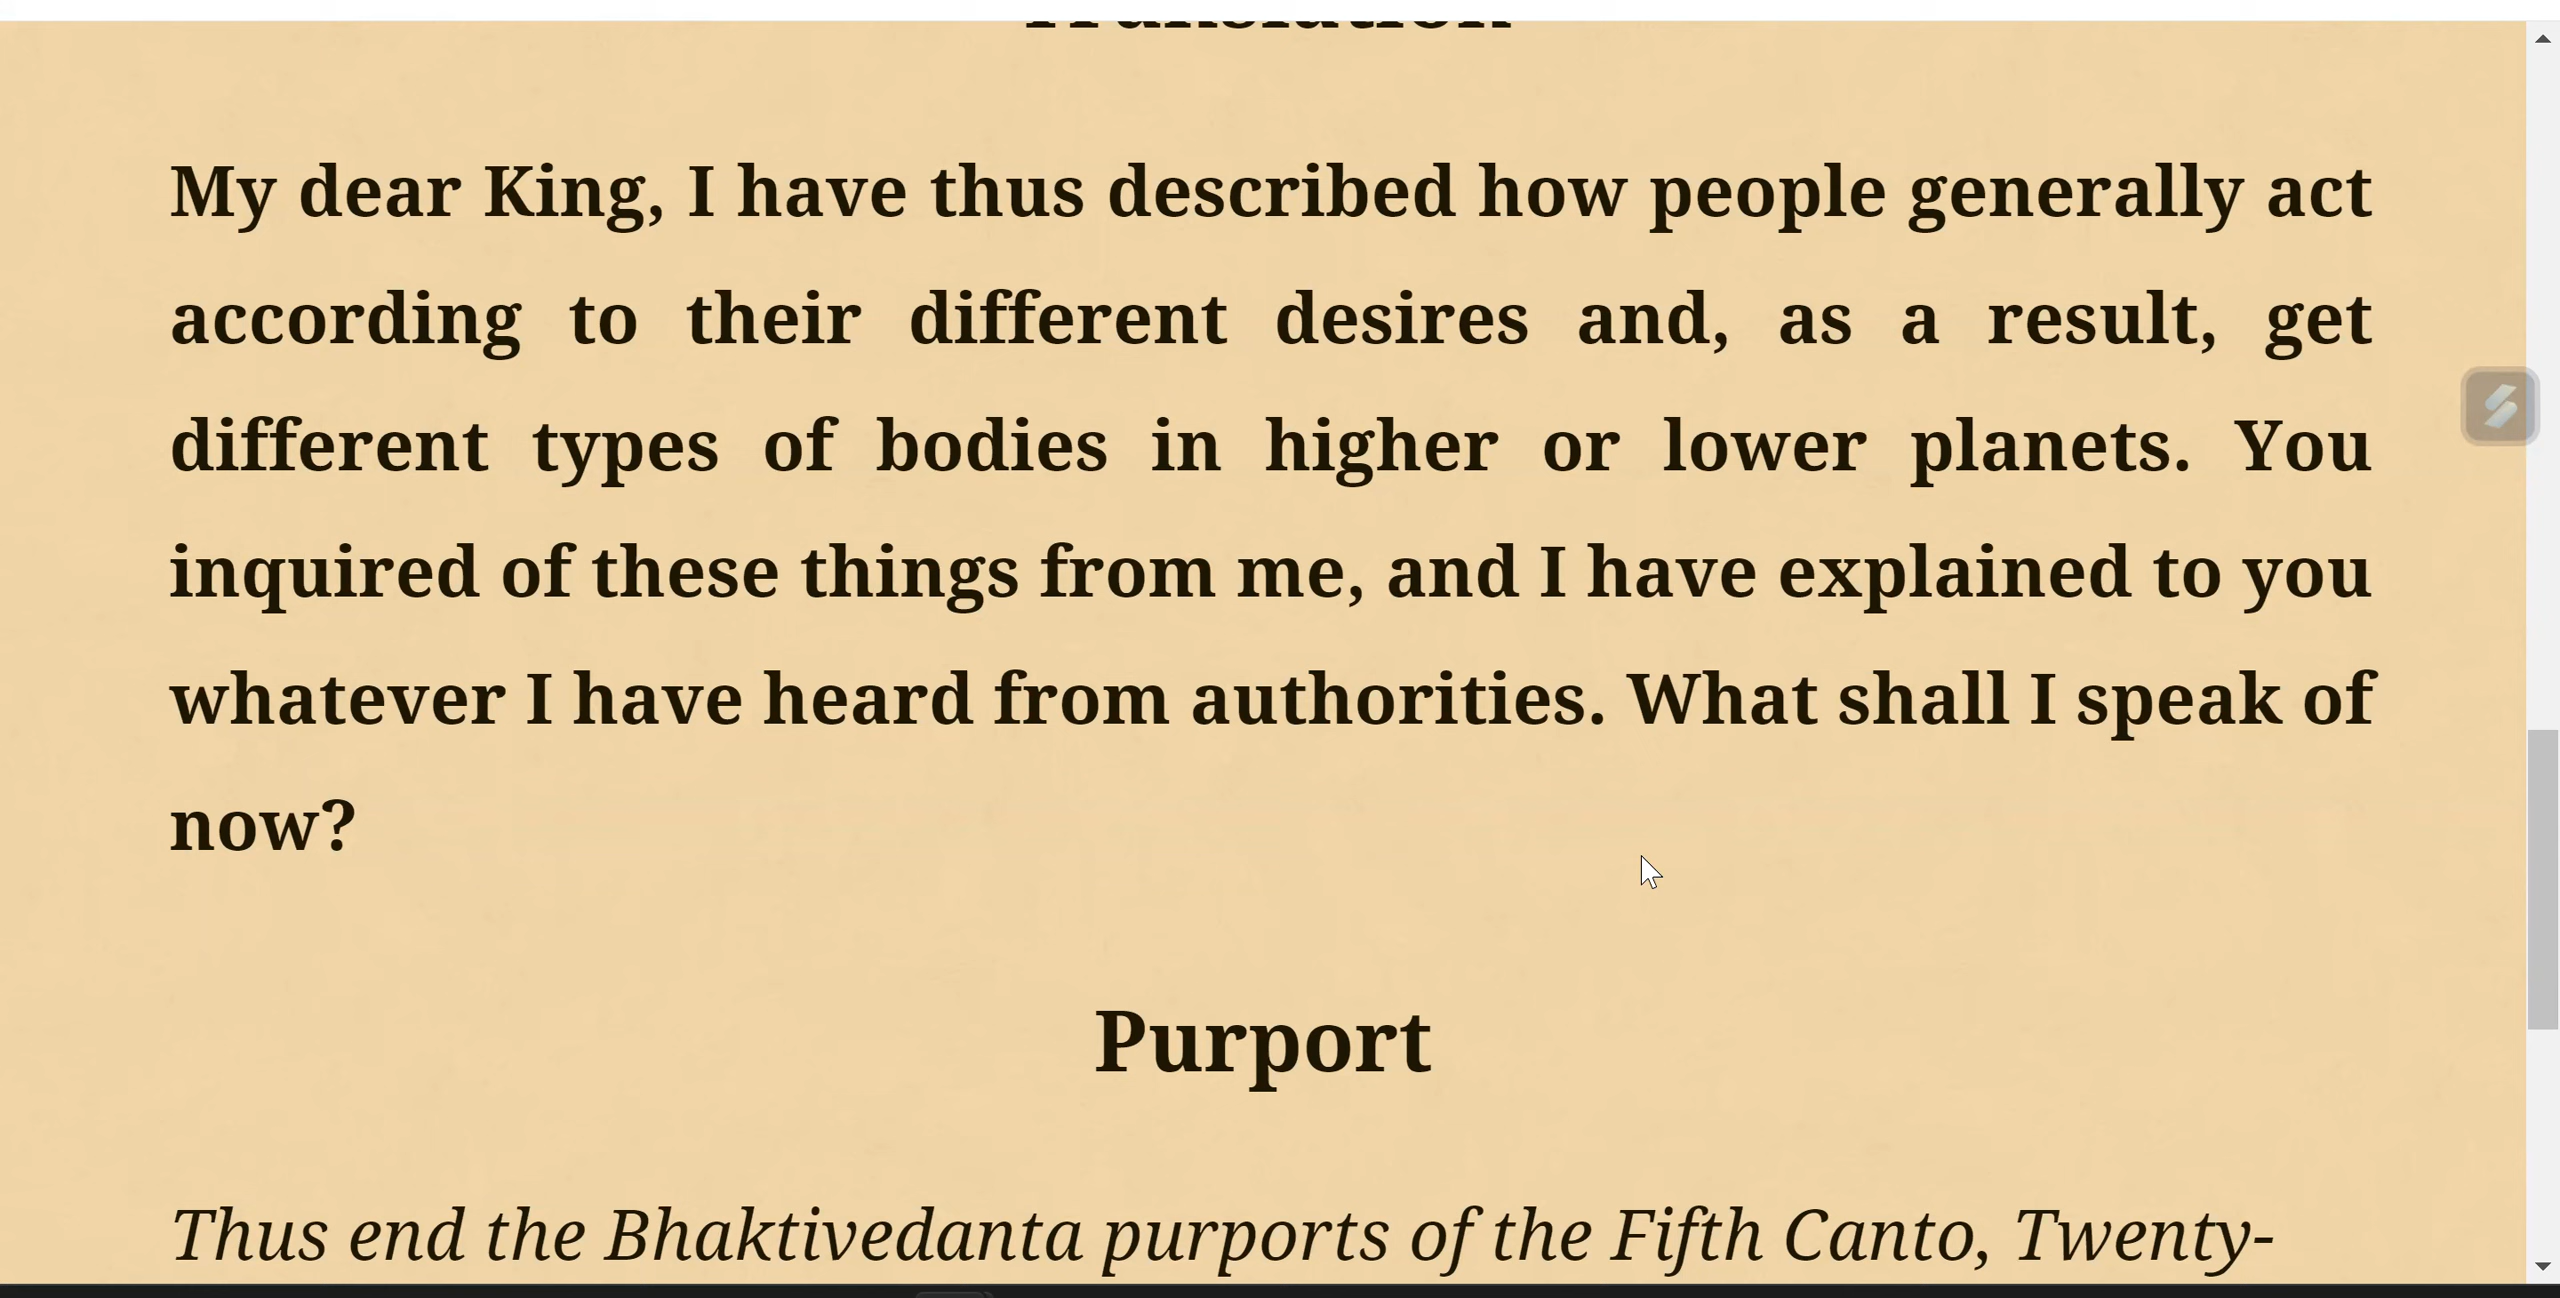 Translation
My dear King, I have thus described how people generally act
according to their different desires and, as a result, get
different types of bodies in higher or lower planets. You
inquired of these things from me, and I have explained to you
whatever I have heard from authorities. What shall I speak of
now?
Purport
Thus end the Bhaktivedanta purports of the Fifth Canto, Twenty-